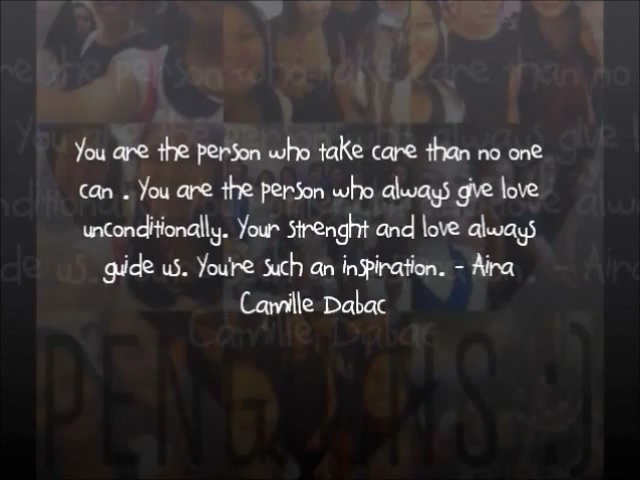 You are the person who take care than no one
can . You are the person who always give love
unconditionally. Your strenght and love always
guide us. You're such an inspiration. - Aira
Camille Dabac
PENGUINS :)